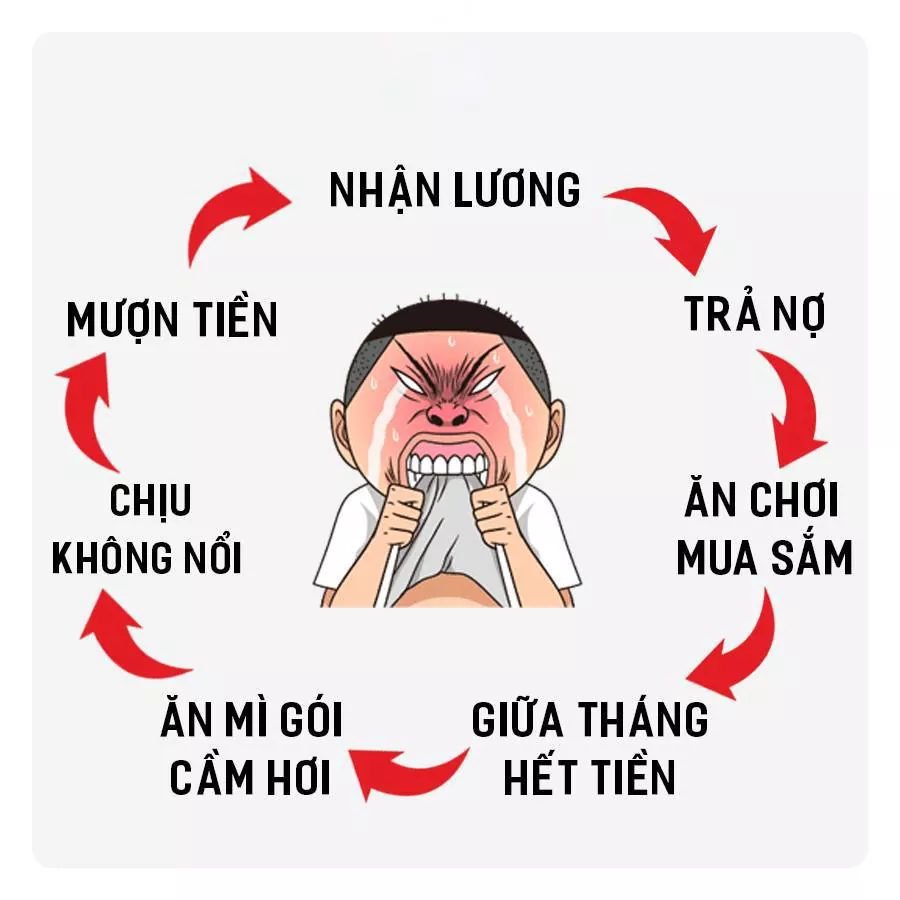 NHẬN LƯƠNG
TRẢ NỢ
ĂN CHƠI
MUA SẮM
GIỮA THÁNG
HẾT TIỀN
ĂN MÌ GÓI
CẦM HƠI
CHỊU
KHÔNG NỔI
MƯỢN TIỀN